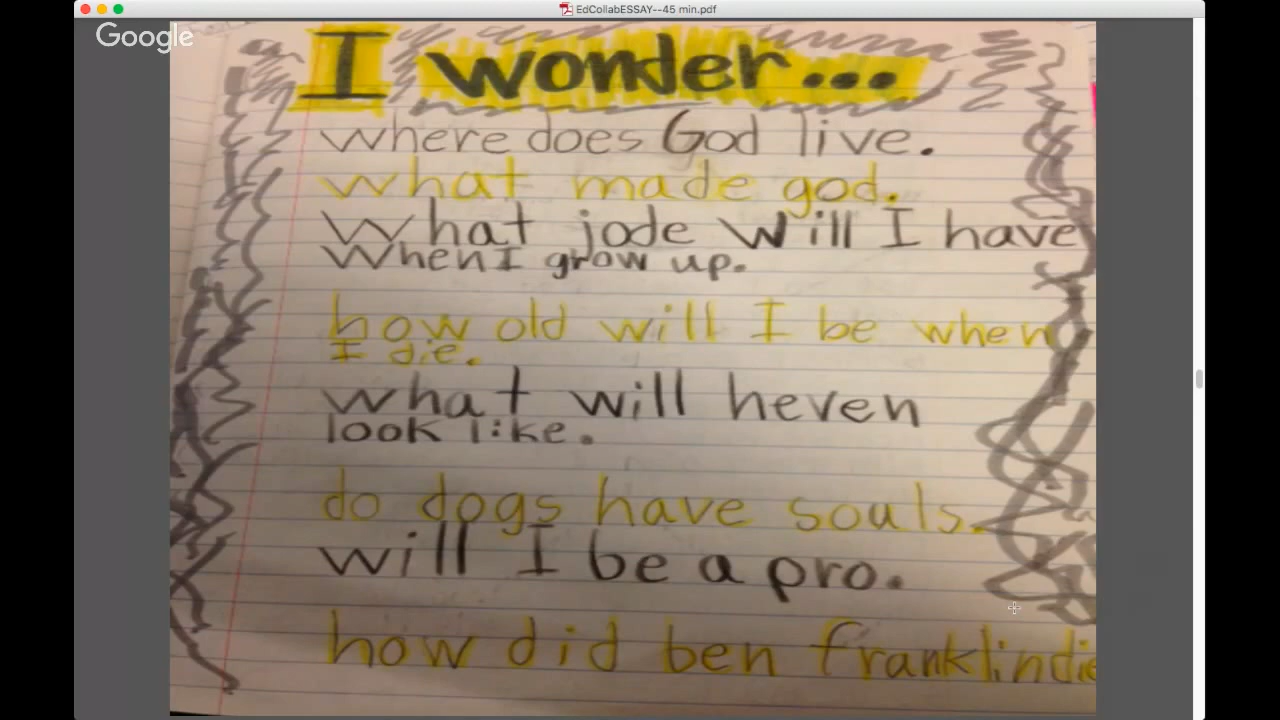 EdCollabESSAY--45 min.pdf
Google
I wonder...
where does God live.
what made god.
What jode will I have
When I grow up.
how old will I be when
I die.
what will heven
look like.
do dogs have souls.
will I be a pro.
how did ben franklin die